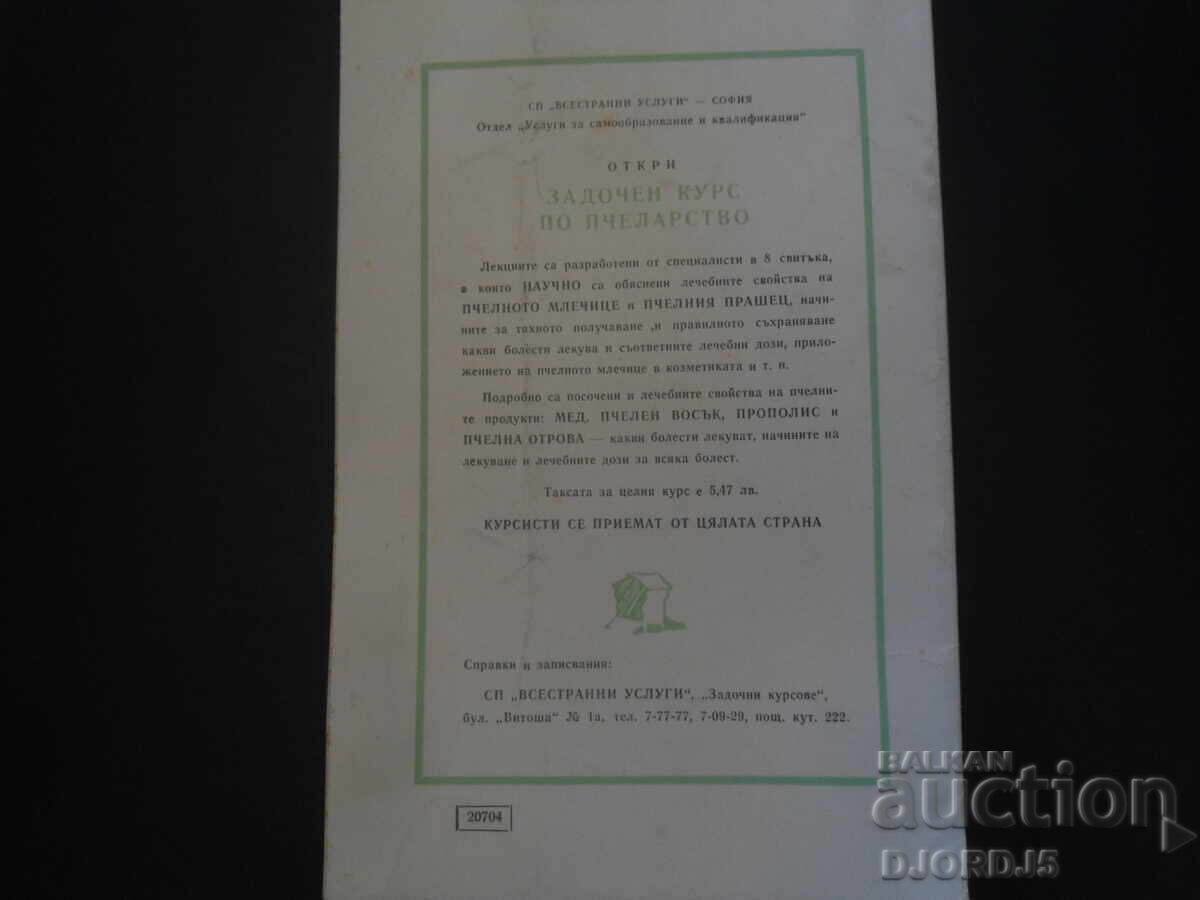 СП „ВСЕСТРАННИ УСЛУГИ“ — СОФИЯ
Отдел „Услуги за самообразование и квалификация“
ОТКРИ
ЗАДОЧЕН КУРС
ПО ПЧЕЛАРСТВО
Лекциите са разработени от специалисти в 8 свитъка,
в които НАУЧНО са обяснени лечебните свойства на
ПЧЕЛНОТО МЛЕЧИЦЕ и ПЧЕЛНИЯ ПРАШЕЦ, начи-
ните за тяхното получаване ,и правилното съхраняване
какви болести лекува и съответните лечебни дози, прило-
жението на пчелното млечице в козметиката и т. н.
Подробно са посочени и лечебните свойства на пчелни-
те продукти: МЕД, ПЧЕЛЕН ВОСЪК, ПРОПОЛИС и
ПЧЕЛНА ОТРОВА — какви болести лекуват, начините на
лекуване и лечебните дози за всяка болест.
Таксата за целия курс е 5,47 лв.
КУРСИСТИ СЕ ПРИЕМАТ ОТ ЦЯЛАТА СТРАНА
Справки и записвания:
СП „ВСЕСТРАННИ УСЛУГИ“, „Задочни курсове“,
бул. „Витоша“ № 1а, тел. 7-77-77, 7-09-29, пощ. кут. 222.
20704
BALKAN
auction
DJORDJ5